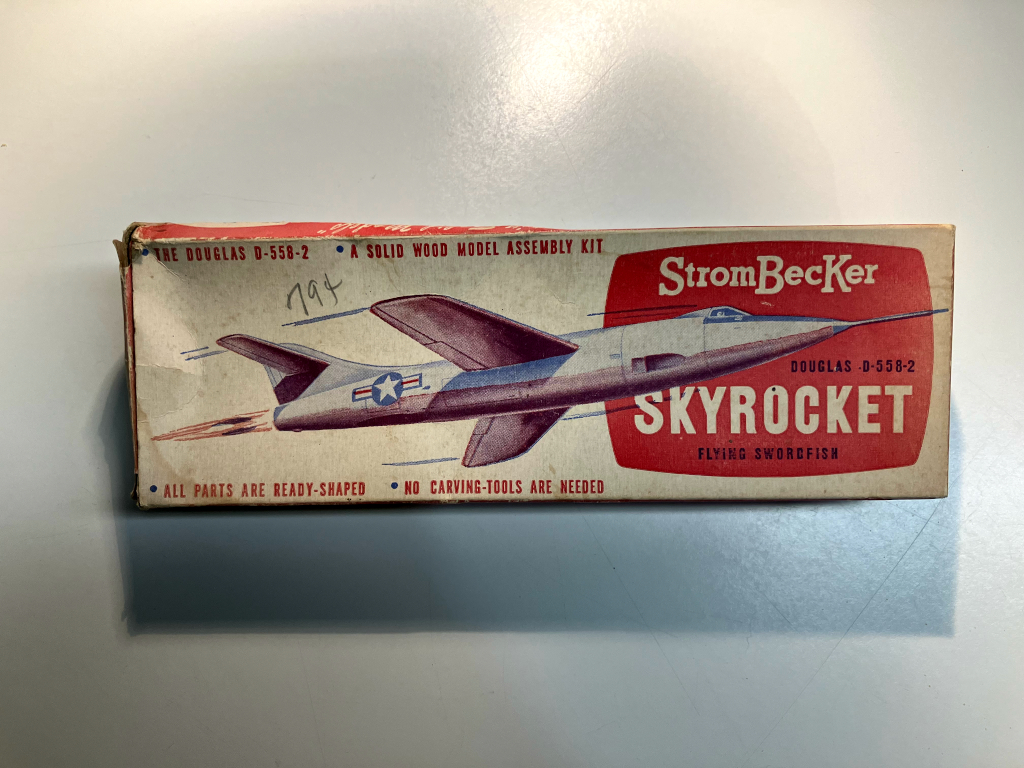 • THE DOUGLAS D-558-2 • A SOLID WOOD MODEL ASSEMBLY KIT
79¢
STROMBECKER
DOUGLAS D-558-2
SKYROCKET
FLYING SWORDFISH
• ALL PARTS ARE READY-SHAPED • NO CARVING-TOOLS ARE NEEDED